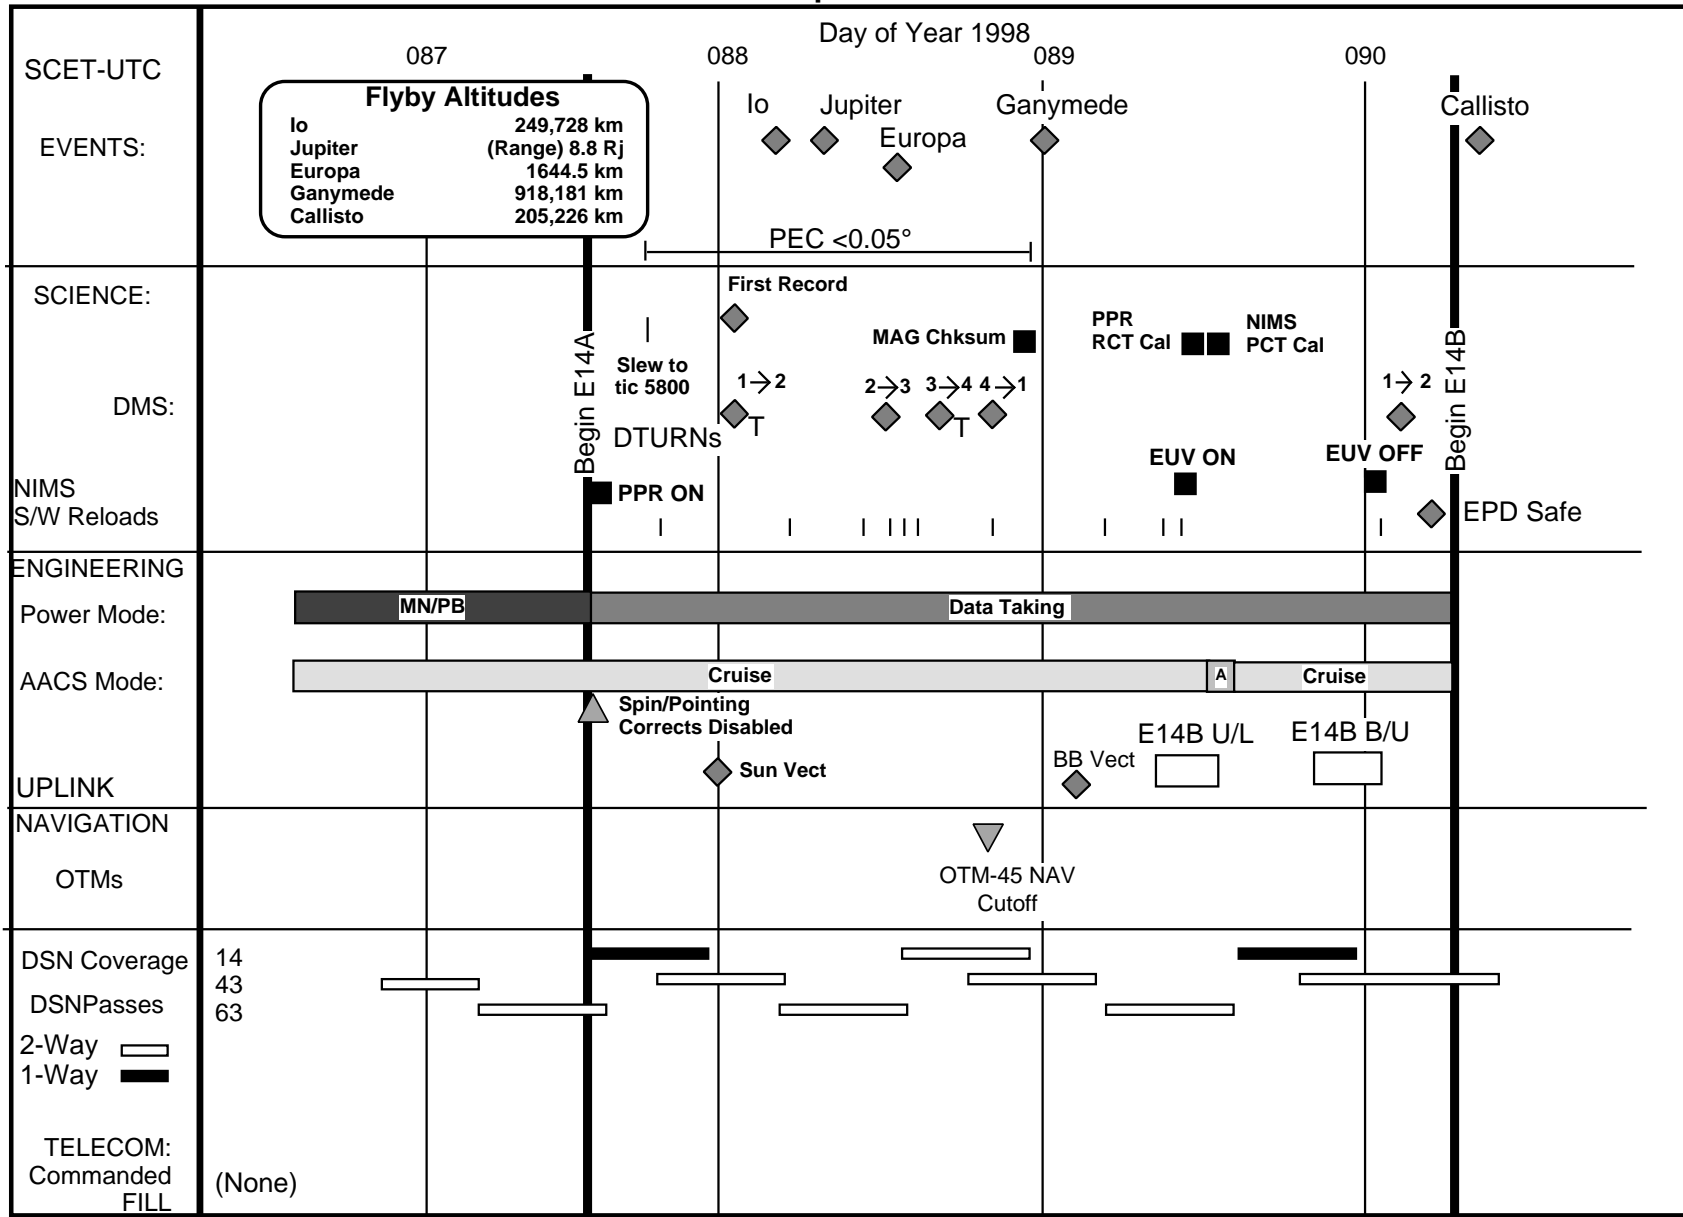 Day of Year 1998
087 088 089 090
SCET-UTC
EVENTS:
Flyby Altitudes
Io 249,728 km
Jupiter (Range) 8.8 Rj
Europa 1644.5 km
Ganymede 918,181 km
Callisto 205,226 km
Io Jupiter Ganymede Callisto
Europa
PEC <0.05°
SCIENCE:
First Record
MAG Chksum
PPR
RCT Cal
NIMS
PCT Cal
Slew to
tic 5800
Begin E14A
Begin E14B
DMS:
1→2 2→3 3→4 4→1 1→2
T T
DTURNs
EUV ON
EUV OFF
NIMS
S/W Reloads
PPR ON
EPD Safe
ENGINEERING
Power Mode:
MN/PB Data Taking
AACS Mode:
Cruise A Cruise
Spin/Pointing
Corrects Disabled
E14B U/L E14B B/U
UPLINK
Sun Vect
BB Vect
NAVIGATION
OTMs
OTM-45 NAV
Cutoff
DSN Coverage 14
43
DSNPasses
63
2-Way
1-Way
TELECOM:
Commanded
FILL
(None)